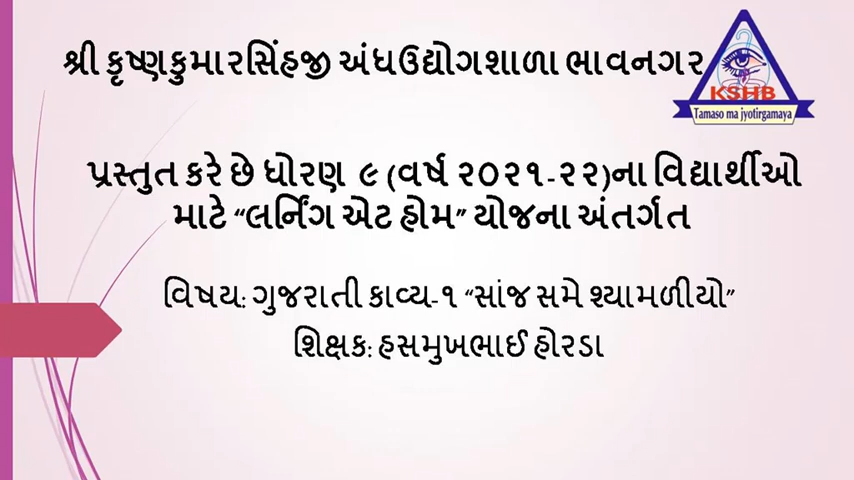 શ્રી કૃષ્ણકુમારસિંહજી અંધઉદ્યોગશાળા ભાવનગર
KSHB
Tamaso ma jyotirgamaya
પ્રસ્તુત કરે છે ધોરણ ૯ (વર્ષ ૨૦૨૧-૨૨)ના વિદ્યાર્થીઓ
માટે “લર્નિંગ એટ હોમ” યોજના અંતર્ગત
વિષય: ગુજરાતી કાવ્ય-૧ “સાંજ સમે શ્યામળીયો”
શિક્ષક: હસમુખભાઈ હોરડા